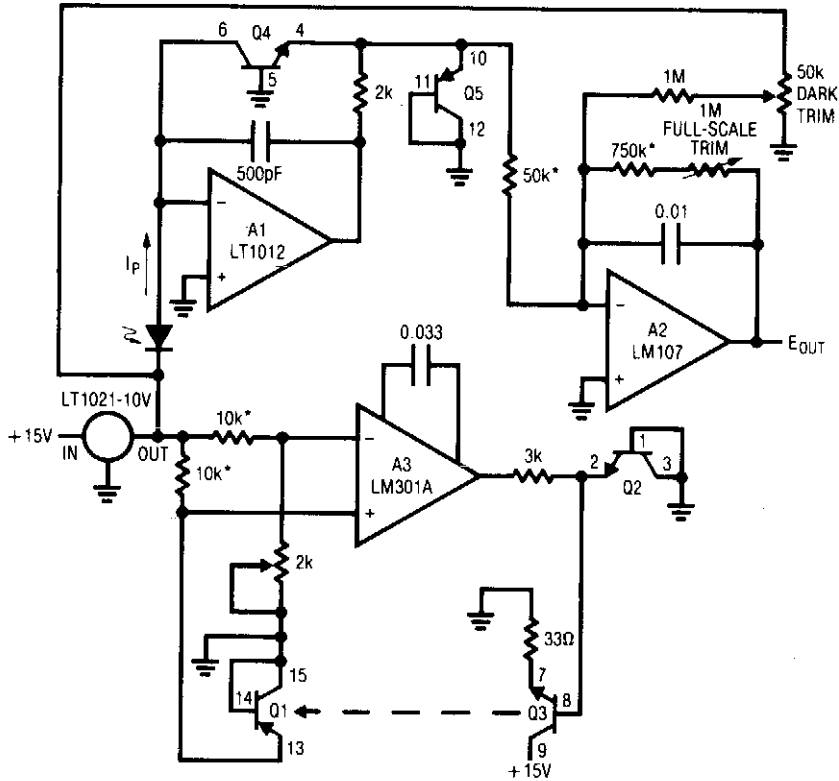 6 Q4 4
5
2k
10
11
Q5
12
50k
DARK
TRIM
1M
1M
FULL-SCALE
TRIM
750k*
500pF
50k*
0.01
−
A1
LT1012
+
I_P
−
A2
LM107
+
E_OUT
0.033
LT1021-10V
+15V
IN
OUT
10k*
10k*
−
A3
LM301A
+
3k
2
1
3
Q2
2k
33Ω
15
14
Q1
13
7
8
Q3
9
+15V